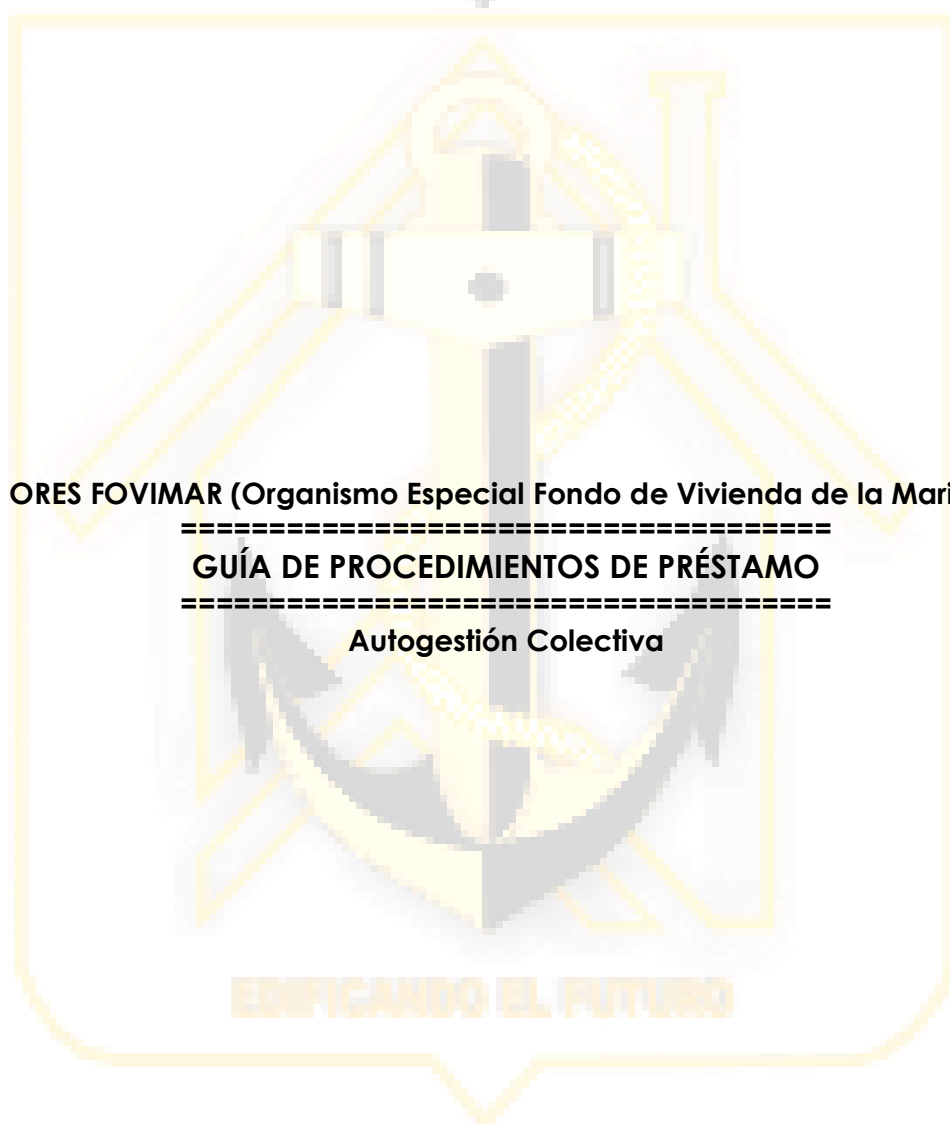 ORES FOVIMAR (Organismo Especial Fondo de Vivienda de la Mari
=====================================
GUÍA DE PROCEDIMIENTOS DE PRÉSTAMO
=====================================
Autogestión Colectiva
EDIFICANDO EL FUTURO